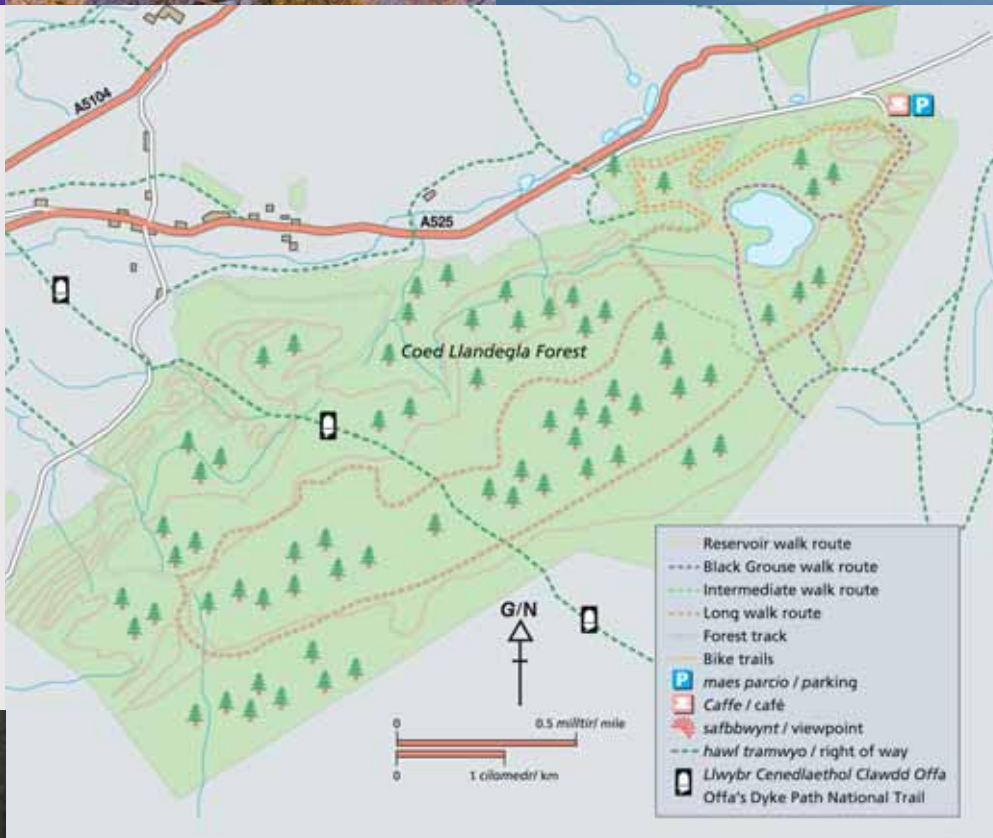 A5104
P
A525
Coed Llandegla Forest
G/N
0
0.5 milltir/ mile
0
1 cilomedr/ km
Reservoir walk route
Black Grouse walk route
Intermediate walk route
Long walk route
Forest track
Bike trails
P maes parcio / parking
Caffe / café
safbbwynt / viewpoint
hawl tramwyo / right of way
Llwybr Cenedlaethol Clawdd Offa
Offa's Dyke Path National Trail